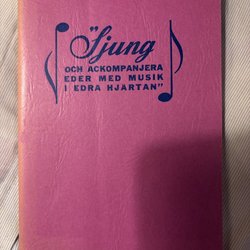 "Sjung
OCH ACKOMPANJERA
EDER MED MUSIK
I EDRA HJÄRTAN"